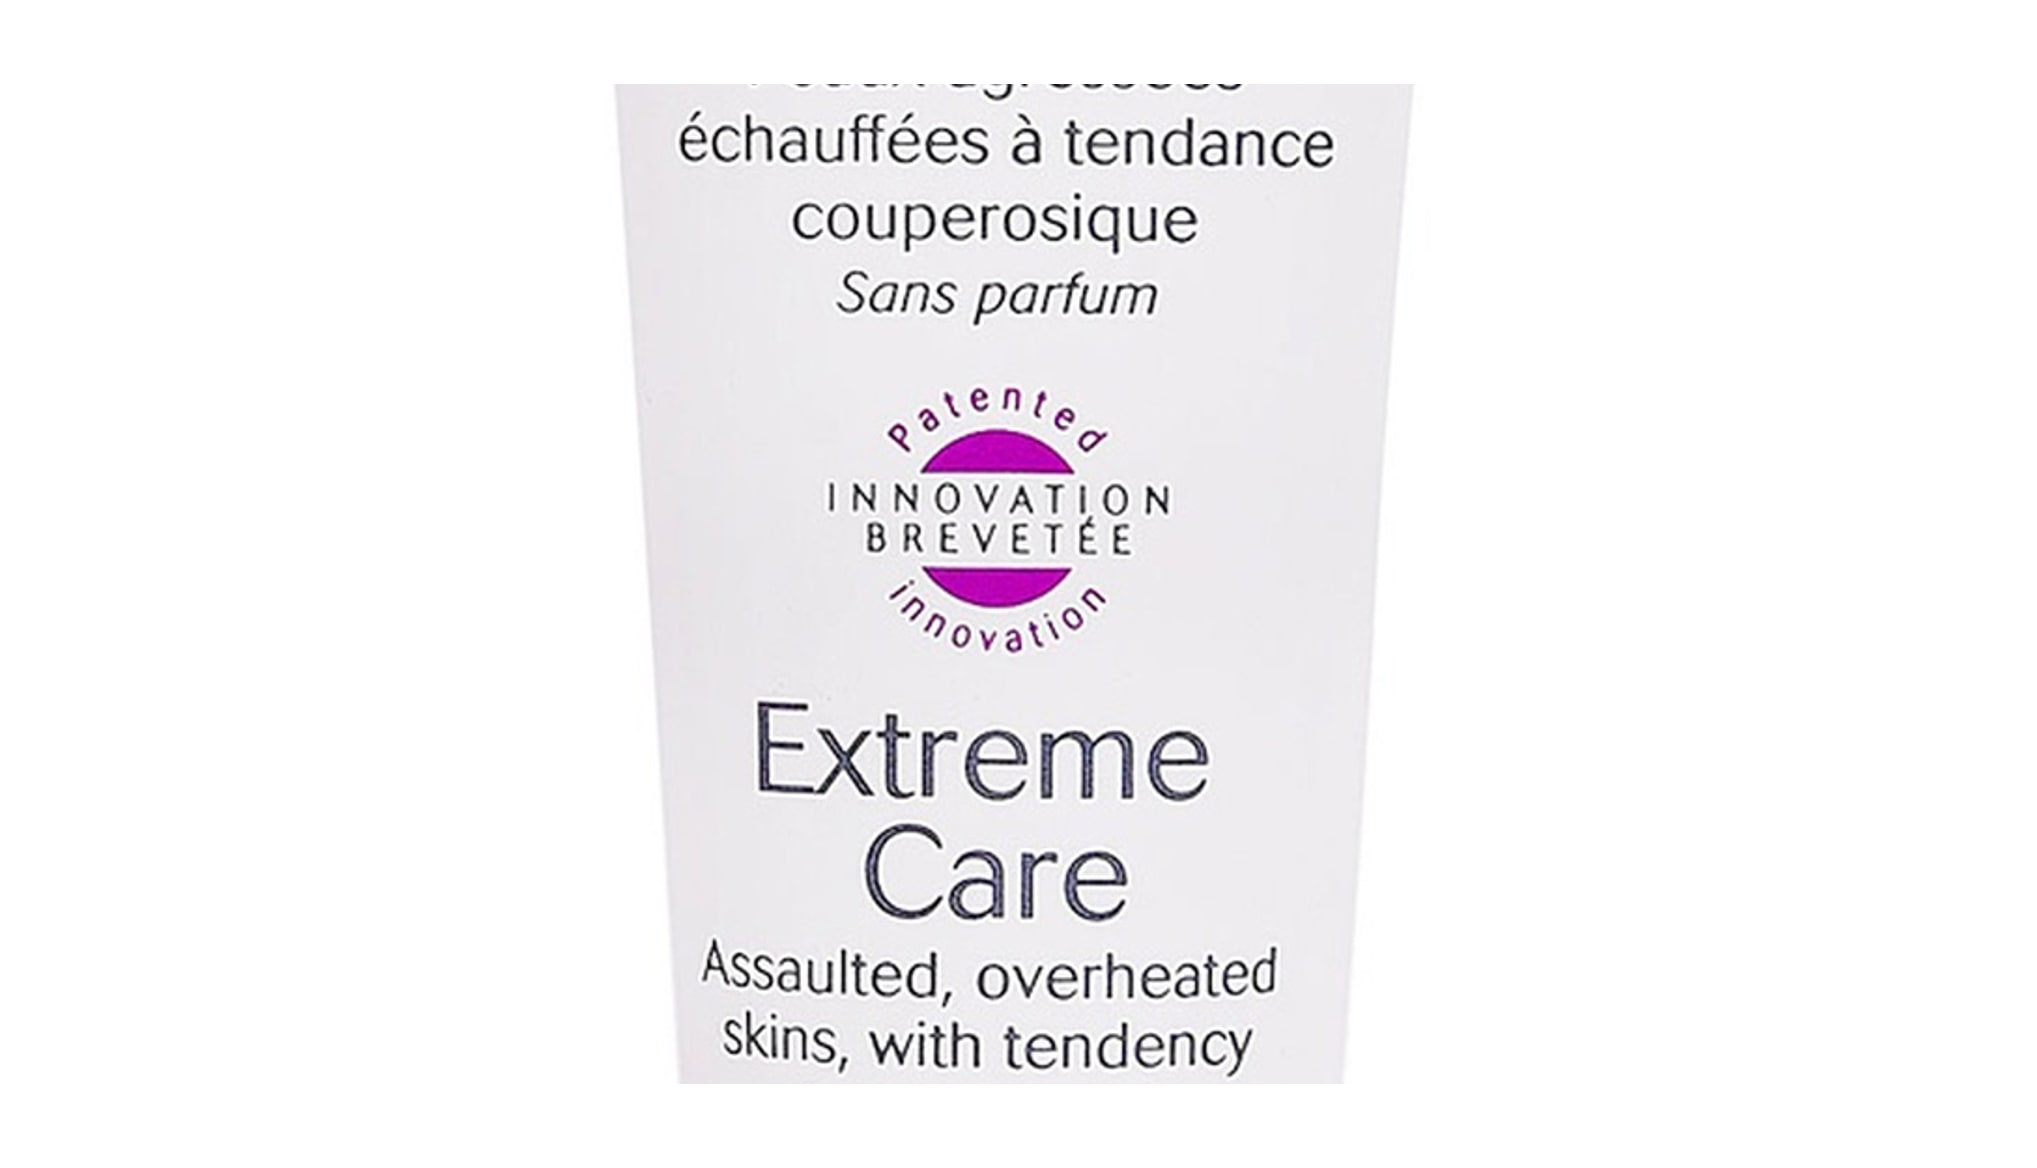 échauffées à tendance
couperosique
Sans parfum
Patented
INNOVATION
BREVETÉE
innovation
Extreme
Care
Assaulted, overheated
skins, with tendency